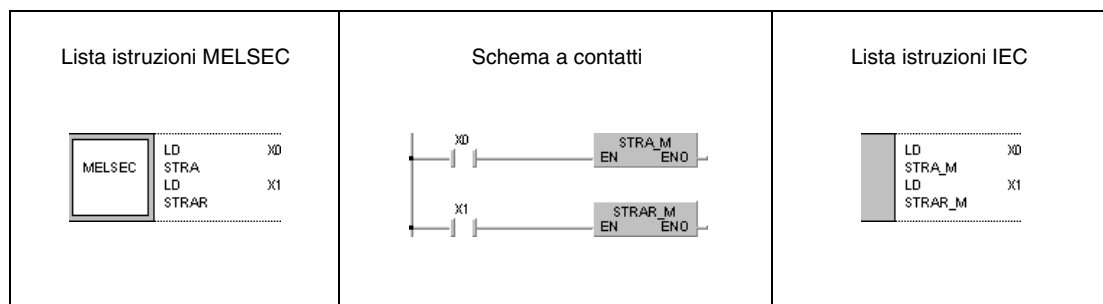 Lista istruzioni MELSEC
MELSEC
LD X0
STRA
LD X1
STRAR
Schema a contatti
X0
STRA_M
EN ENO
X1
STRAR_M
EN ENO
Lista istruzioni IEC
LD X0
STRA_M
LD X1
STRAR_M